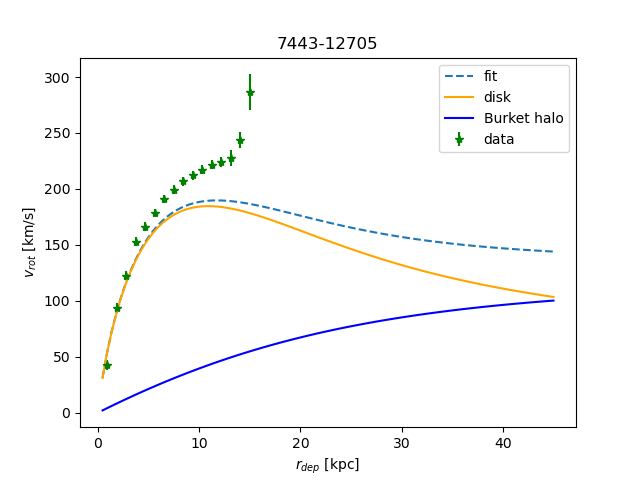 7443-12705
300
250
200
150
100
50
0
v_rot [km/s]
0 10 20 30 40
r_dep [kpc]
fit
disk
Burket halo
data